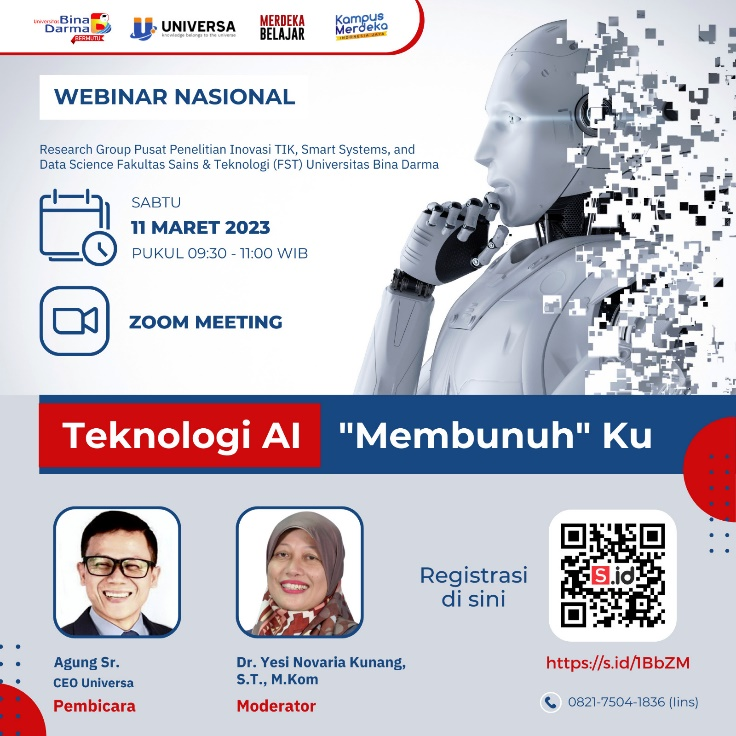 Universitas
Bina
Darma
BERMUTU
UNIVERSA
knowledge belongs to the universe
MERDEKA
BELAJAR
Kampus
Merdeka
INDONESIA JAYA
WEBINAR NASIONAL
Research Group Pusat Penelitian Inovasi TIK, Smart Systems, and
Data Science Fakultas Sains & Teknologi (FST) Universitas Bina Darma
SABTU
11 MARET 2023
PUKUL 09:30 - 11:00 WIB
ZOOM MEETING
Teknologi AI "Membunuh" Ku
Agung Sr.
CEO Universa
Pembicara
Dr. Yesi Novaria Kunang,
S.T., M.Kom
Moderator
Registrasi
di sini
S.id
https://s.id/1BbZM
0821-7504-1836 (Iins)